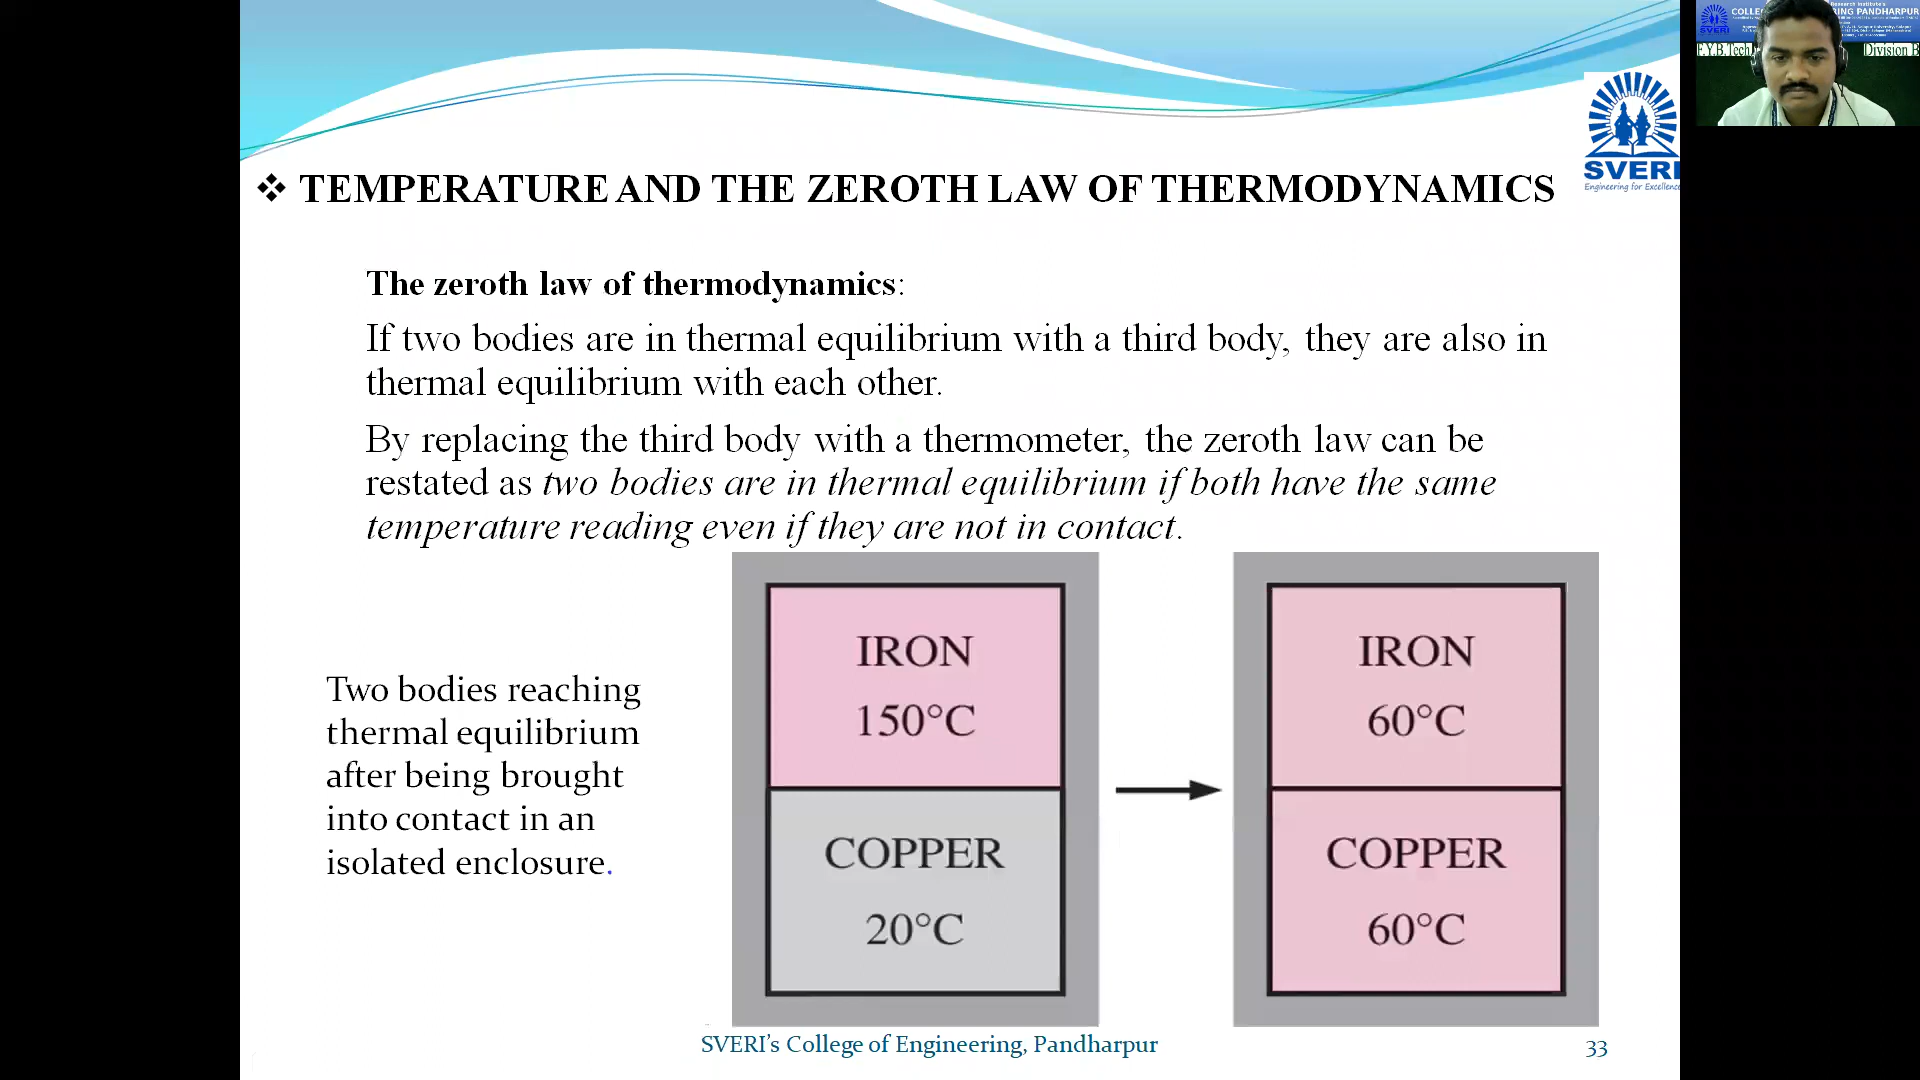 ❖ TEMPERATURE AND THE ZEROTH LAW OF THERMODYNAMICS
SVERI
Engineering for Excellence
The zeroth law of thermodynamics:
If two bodies are in thermal equilibrium with a third body, they are also in
thermal equilibrium with each other.
By replacing the third body with a thermometer, the zeroth law can be
restated as two bodies are in thermal equilibrium if both have the same
temperature reading even if they are not in contact.
Two bodies reaching
thermal equilibrium
after being brought
into contact in an
isolated enclosure.
IRON
150°C
COPPER
20°C
IRON
60°C
COPPER
60°C
SVERI's College of Engineering, Pandharpur
33
SVERI
RING PANDHARPUR
F.Y.B.Tech
Division B